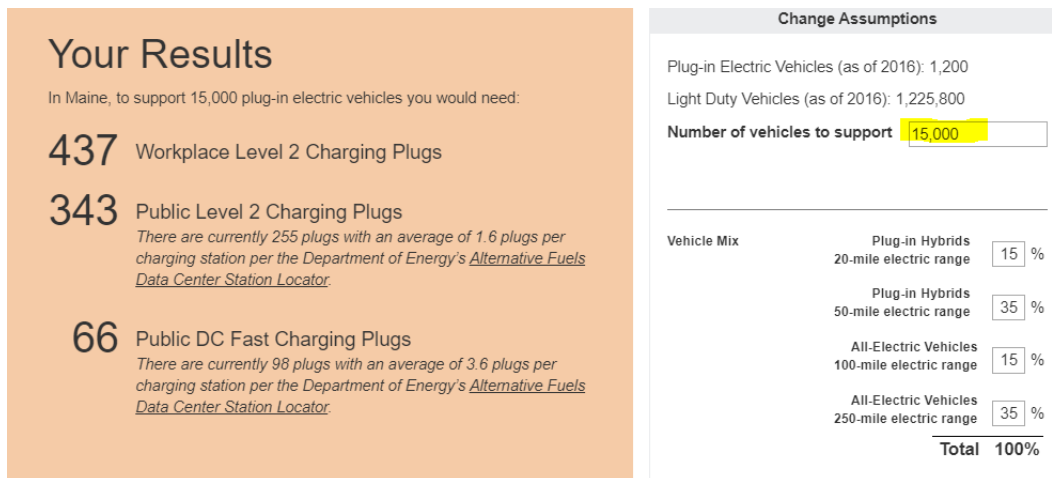 Your Results
In Maine, to support 15,000 plug-in electric vehicles you would need:
437 Workplace Level 2 Charging Plugs
343 Public Level 2 Charging Plugs
There are currently 255 plugs with an average of 1.6 plugs per
charging station per the Department of Energy's Alternative Fuels
Data Center Station Locator.
66 Public DC Fast Charging Plugs
There are currently 98 plugs with an average of 3.6 plugs per
charging station per the Department of Energy's Alternative Fuels
Data Center Station Locator.
Change Assumptions
Plug-in Electric Vehicles (as of 2016): 1,200
Light Duty Vehicles (as of 2016): 1,225,800
Number of vehicles to support 15,000
Vehicle Mix Plug-in Hybrids
20-mile electric range 15 %
Plug-in Hybrids
50-mile electric range 35 %
All-Electric Vehicles
100-mile electric range 15 %
All-Electric Vehicles
250-mile electric range 35 %
Total 100%